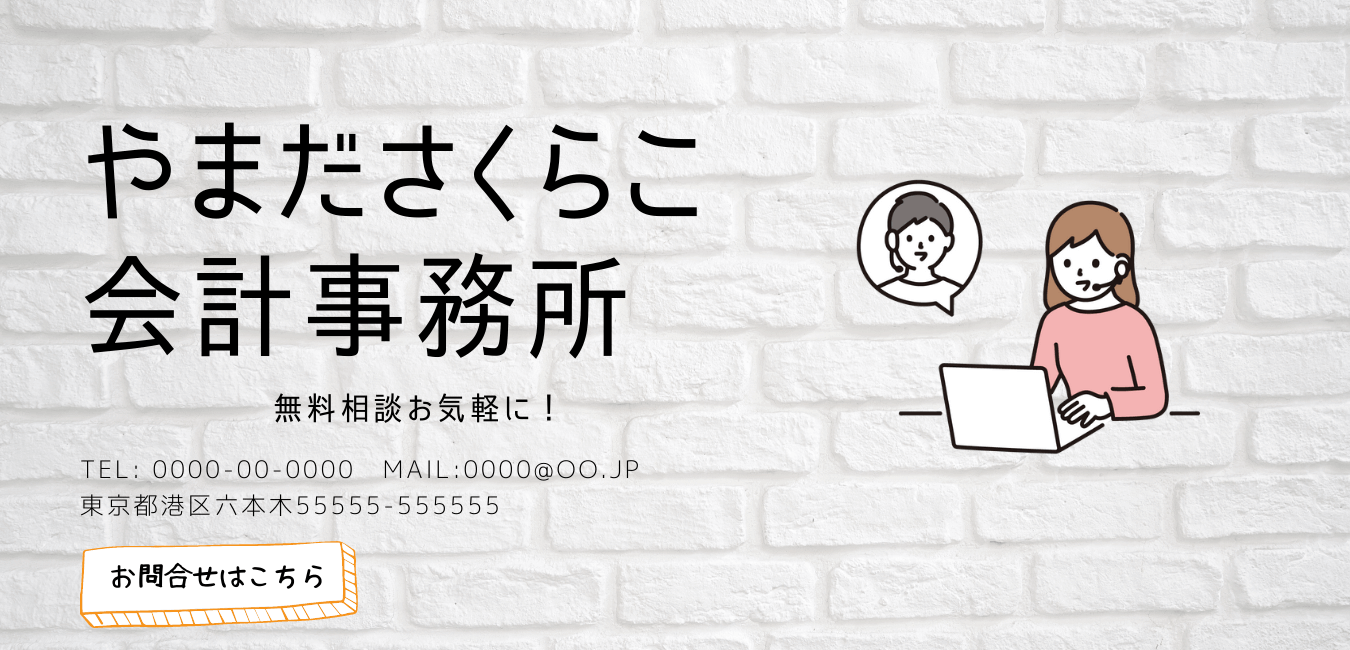 やまださくらこ
会計事務所
無料相談お気軽に！
TEL: 0000-00-0000 MAIL:0000@OO.JP
東京都港区六本木55555-555555
お問合せはこちら